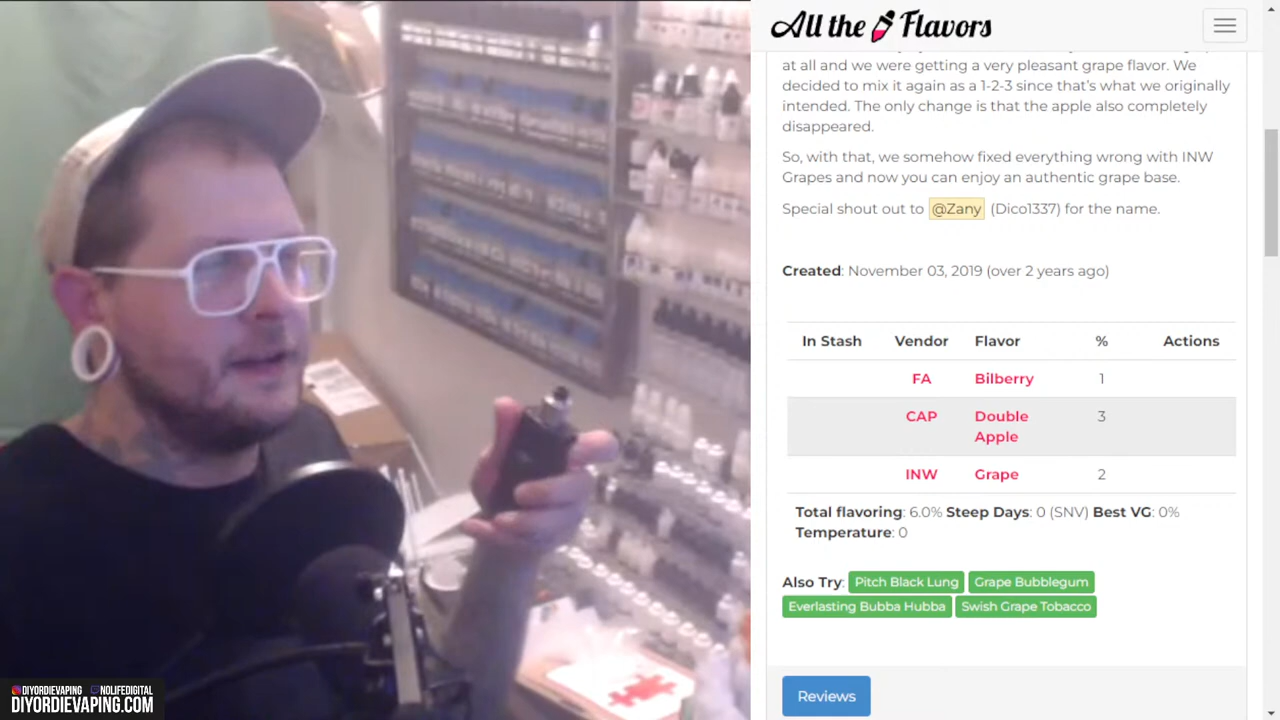 All the Flavors
at all and we were getting a very pleasant grape flavor. We
decided to mix it again as a 1-2-3 since that's what we originally
intended. The only change is that the apple also completely
disappeared.
So, with that, we somehow fixed everything wrong with INW
Grapes and now you can enjoy an authentic grape base.
Special shout out to @Zany (Dico1337) for the name.
Created: November 03, 2019 (over 2 years ago)
In Stash Vendor Flavor % Actions
FA Bilberry 1
CAP Double Apple 3
INW Grape 2
Total flavoring: 6.0% Steep Days: 0 (SNV) Best VG: 0%
Temperature: 0
Also Try: Pitch Black Lung Grape Bubblegum
Everlasting Bubba Hubba Swish Grape Tobacco
Reviews
DIYORDIEVAPING NOLIFEDIGITAL
DIYORDIEVAPING.COM